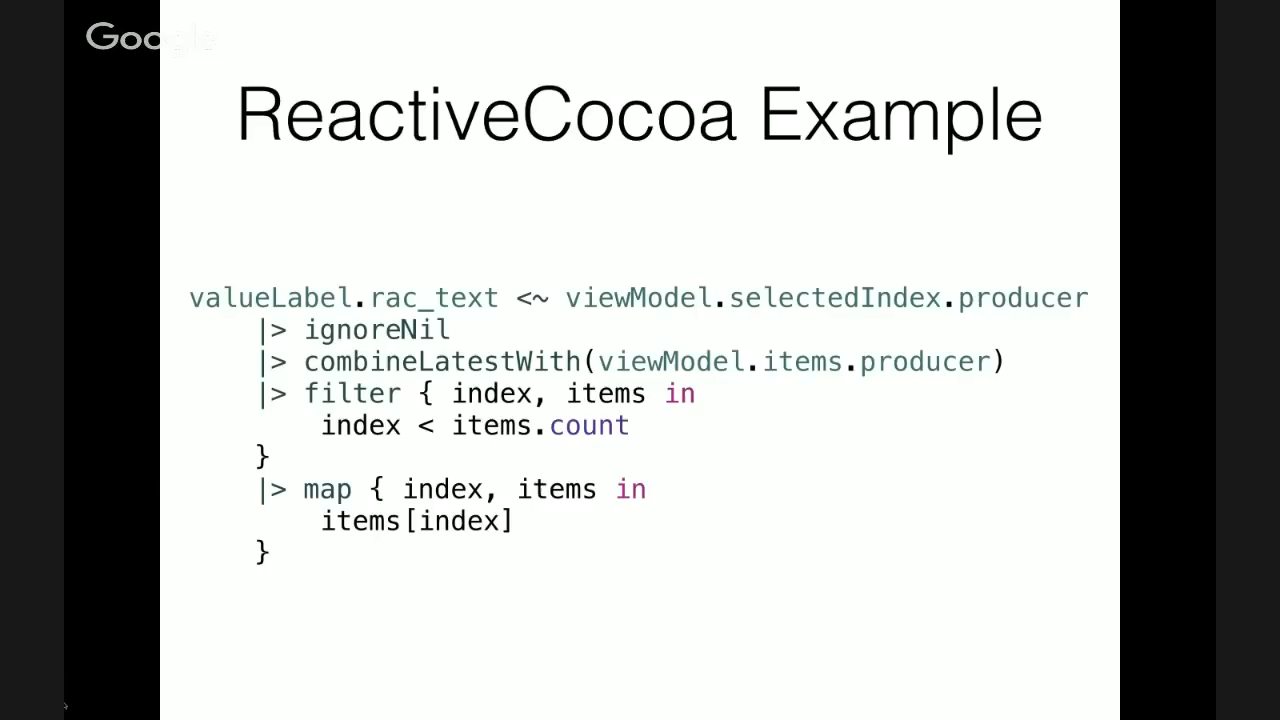 Google
ReactiveCocoa Example
valueLabel.rac_text <~ viewModel.selectedIndex.producer
    |> ignoreNil
    |> combineLatestWith(viewModel.items.producer)
    |> filter { index, items in
        index < items.count
    }
    |> map { index, items in
        items[index]
    }